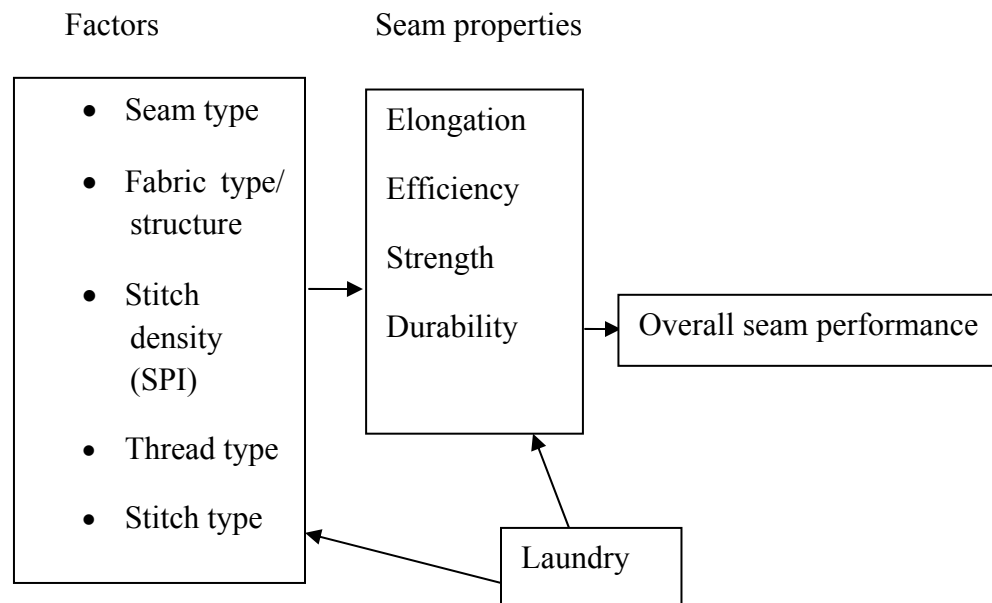 Factors
Seam properties
• Seam type
• Fabric type/
structure
• Stitch
density
(SPI)
• Thread type
• Stitch type
Elongation
Efficiency
Strength
Durability
Overall seam performance
Laundry